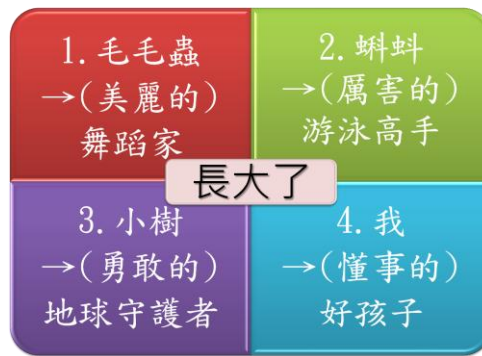 1.毛毛蟲
→(美麗的)
舞蹈家
2.蝌蚪
→(厲害的)
游泳高手
長大了
3.小樹
→(勇敢的)
地球守護者
4.我
→(懂事的)
好孩子